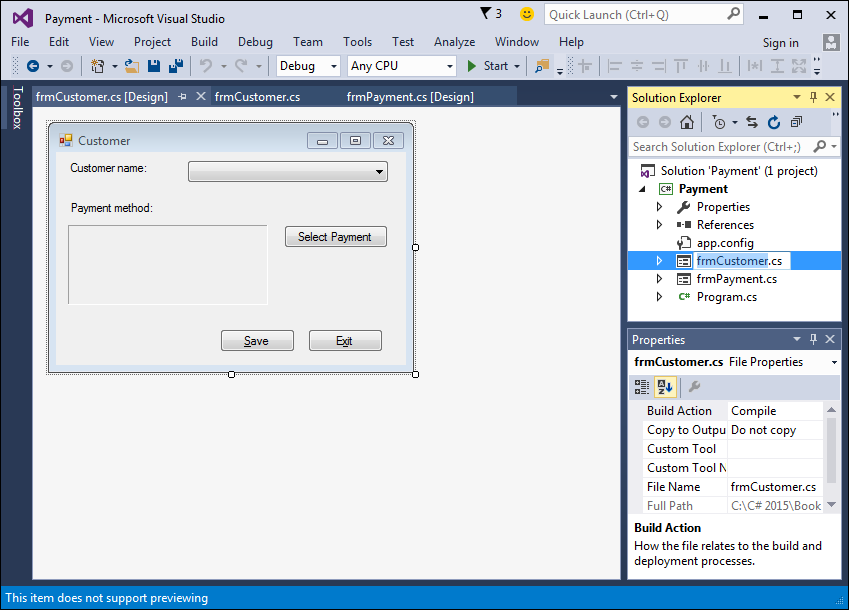 Payment - Microsoft Visual Studio
3
Quick Launch (Ctrl+Q)
File Edit View Project Build Debug Team Tools Test Analyze Window Help
Sign in
Debug Any CPU Start
Toolbox
frmCustomer.cs [Design] frmCustomer.cs frmPayment.cs [Design]
Customer
Customer name:
Payment method:
Select Payment
Save Exit
Solution Explorer
Search Solution Explorer (Ctrl+;)
Solution 'Payment' (1 project)
C# Payment
Properties
References
app.config
frmCustomer.cs
frmPayment.cs
C# Program.cs
Properties
frmCustomer.cs File Properties
Build Action Compile
Copy to Outpu Do not copy
Custom Tool
Custom Tool N
File Name frmCustomer.cs
Full Path C:\C# 2015\Book
Build Action
How the file relates to the build and
deployment processes.
This item does not support previewing